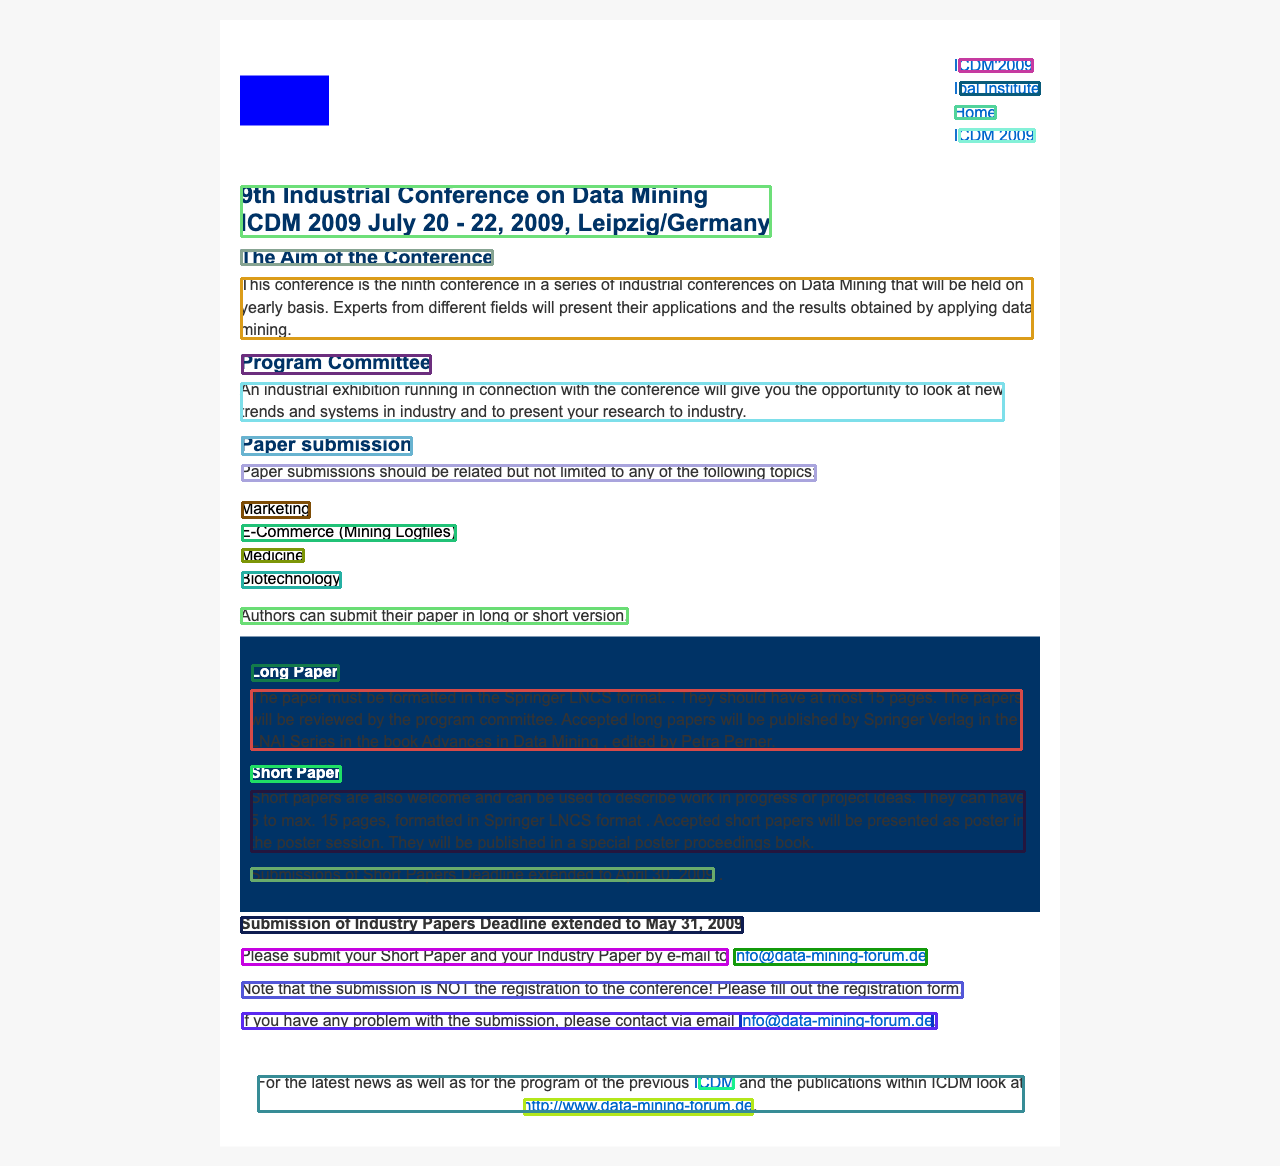 ICDM'2009
Ibal Institute
Home
ICDM 2009
9th Industrial Conference on Data Mining
ICDM 2009 July 20 - 22, 2009, Leipzig/Germany
The Aim of the Conference
This conference is the ninth conference in a series of industrial conferences on Data Mining that will be held on
yearly basis. Experts from different fields will present their applications and the results obtained by applying data
mining.
Program Committee
An industrial exhibition running in connection with the conference will give you the opportunity to look at new
trends and systems in industry and to present your research to industry.
Paper submission
Paper submissions should be related but not limited to any of the following topics:
Marketing
E-Commerce (Mining Logfiles)
Medicine
Biotechnology
Authors can submit their paper in long or short version.
Long Paper
The paper must be formatted in the Springer LNCS format. . They should have at most 15 pages. The papers
will be reviewed by the program committee. Accepted long papers will be published by Springer Verlag in the
LNAI Series in the book Advances in Data Mining , edited by Petra Perner.
Short Paper
Short papers are also welcome and can be used to describe work in progress or project ideas. They can have
5 to max. 15 pages, formatted in Springer LNCS format . Accepted short papers will be presented as poster in
the poster session. They will be published in a special poster proceedings book.
Submissions of Short Papers Deadline extended to April 30, 2009
Submission of Industry Papers Deadline extended to May 31, 2009
Please submit your Short Paper and your Industry Paper by e-mail to info@data-mining-forum.de
Note that the submission is NOT the registration to the conference! Please fill out the registration form.
If you have any problem with the submission, please contact via email info@data-mining-forum.de.
For the latest news as well as for the program of the previous ICDM and the publications within ICDM look at
http://www.data-mining-forum.de.